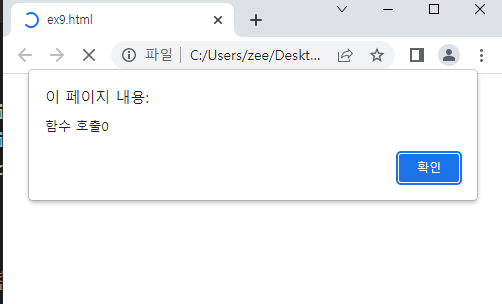 ex9.html
파일 C:/Users/zee/Deskt...
이 페이지 내용:
함수 호출0
확인